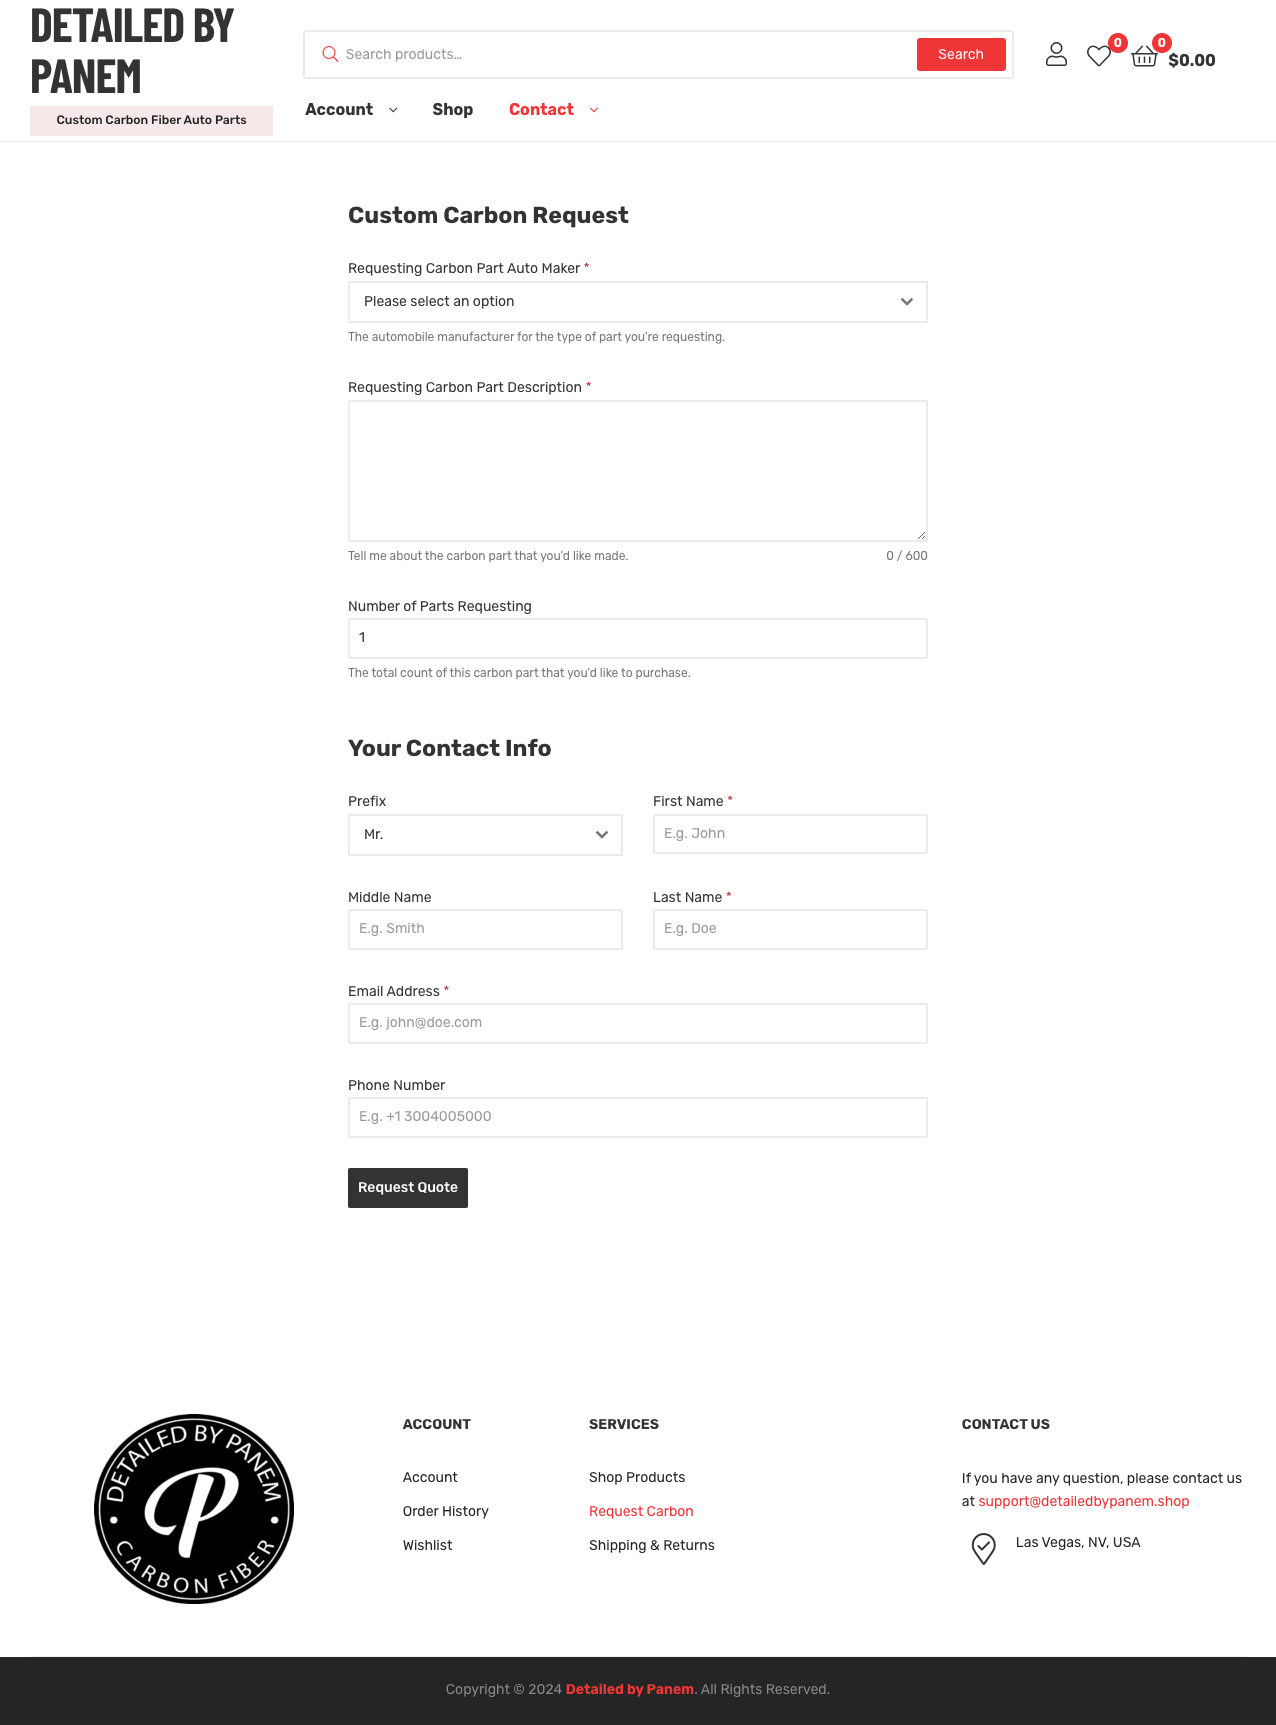 DETAILED BY
PANEM
Custom Carbon Fiber Auto Parts
Search products…
Search
0
0
$0.00
Account
Shop
Contact
Custom Carbon Request
Requesting Carbon Part Auto Maker *
Please select an option
The automobile manufacturer for the type of part you're requesting.
Requesting Carbon Part Description *
Tell me about the carbon part that you'd like made.
0 / 600
Number of Parts Requesting
1
The total count of this carbon part that you'd like to purchase.
Your Contact Info
Prefix
First Name *
Mr.
E.g. John
Middle Name
Last Name *
E.g. Smith
E.g. Doe
Email Address *
E.g. john@doe.com
Phone Number
E.g. +1 3004005000
Request Quote
DETAILED BY PANEM
P
CARBON FIBER
ACCOUNT
Account
Order History
Wishlist
SERVICES
Shop Products
Request Carbon
Shipping & Returns
CONTACT US
If you have any question, please contact us
at support@detailedbypanem.shop
Las Vegas, NV, USA
Copyright © 2024 Detailed by Panem. All Rights Reserved.